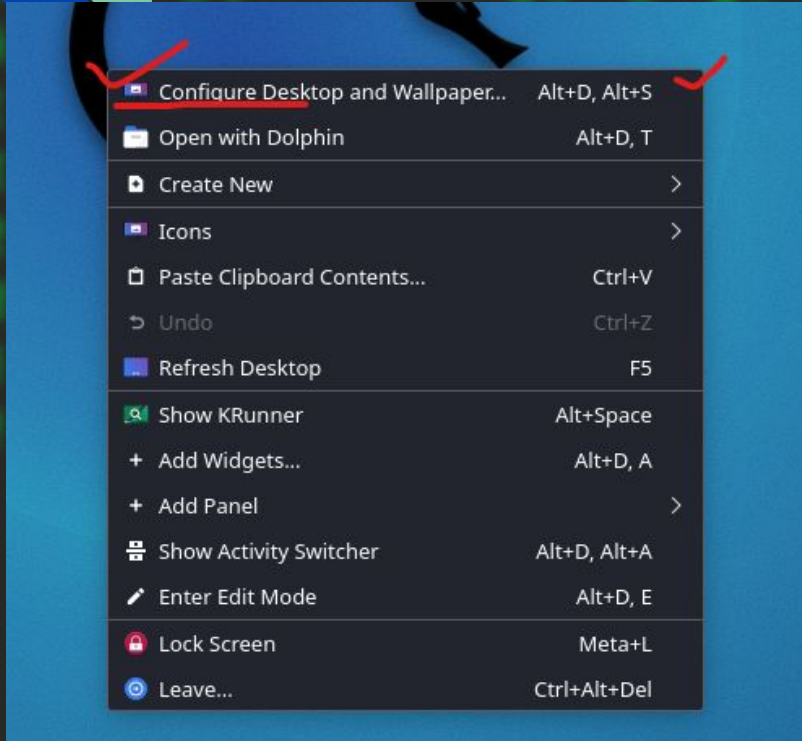 Configure Desktop and Wallpaper... Alt+D, Alt+S
Open with Dolphin Alt+D, T
Create New
Icons
Paste Clipboard Contents... Ctrl+V
Undo Ctrl+Z
Refresh Desktop F5
Show KRunner Alt+Space
Add Widgets... Alt+D, A
Add Panel
Show Activity Switcher Alt+D, Alt+A
Enter Edit Mode Alt+D, E
Lock Screen Meta+L
Leave... Ctrl+Alt+Del